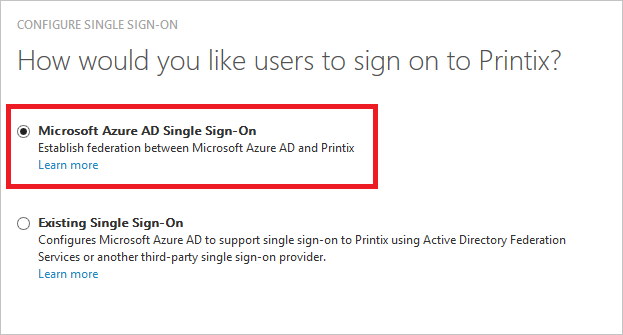 CONFIGURE SINGLE SIGN-ON
How would you like users to sign on to Printix?
Microsoft Azure AD Single Sign-On
Establish federation between Microsoft Azure AD and Printix
Learn more
Existing Single Sign-On
Configures Microsoft Azure AD to support single sign-on to Printix using Active Directory Federation
Services or another third-party single sign-on provider.
Learn more